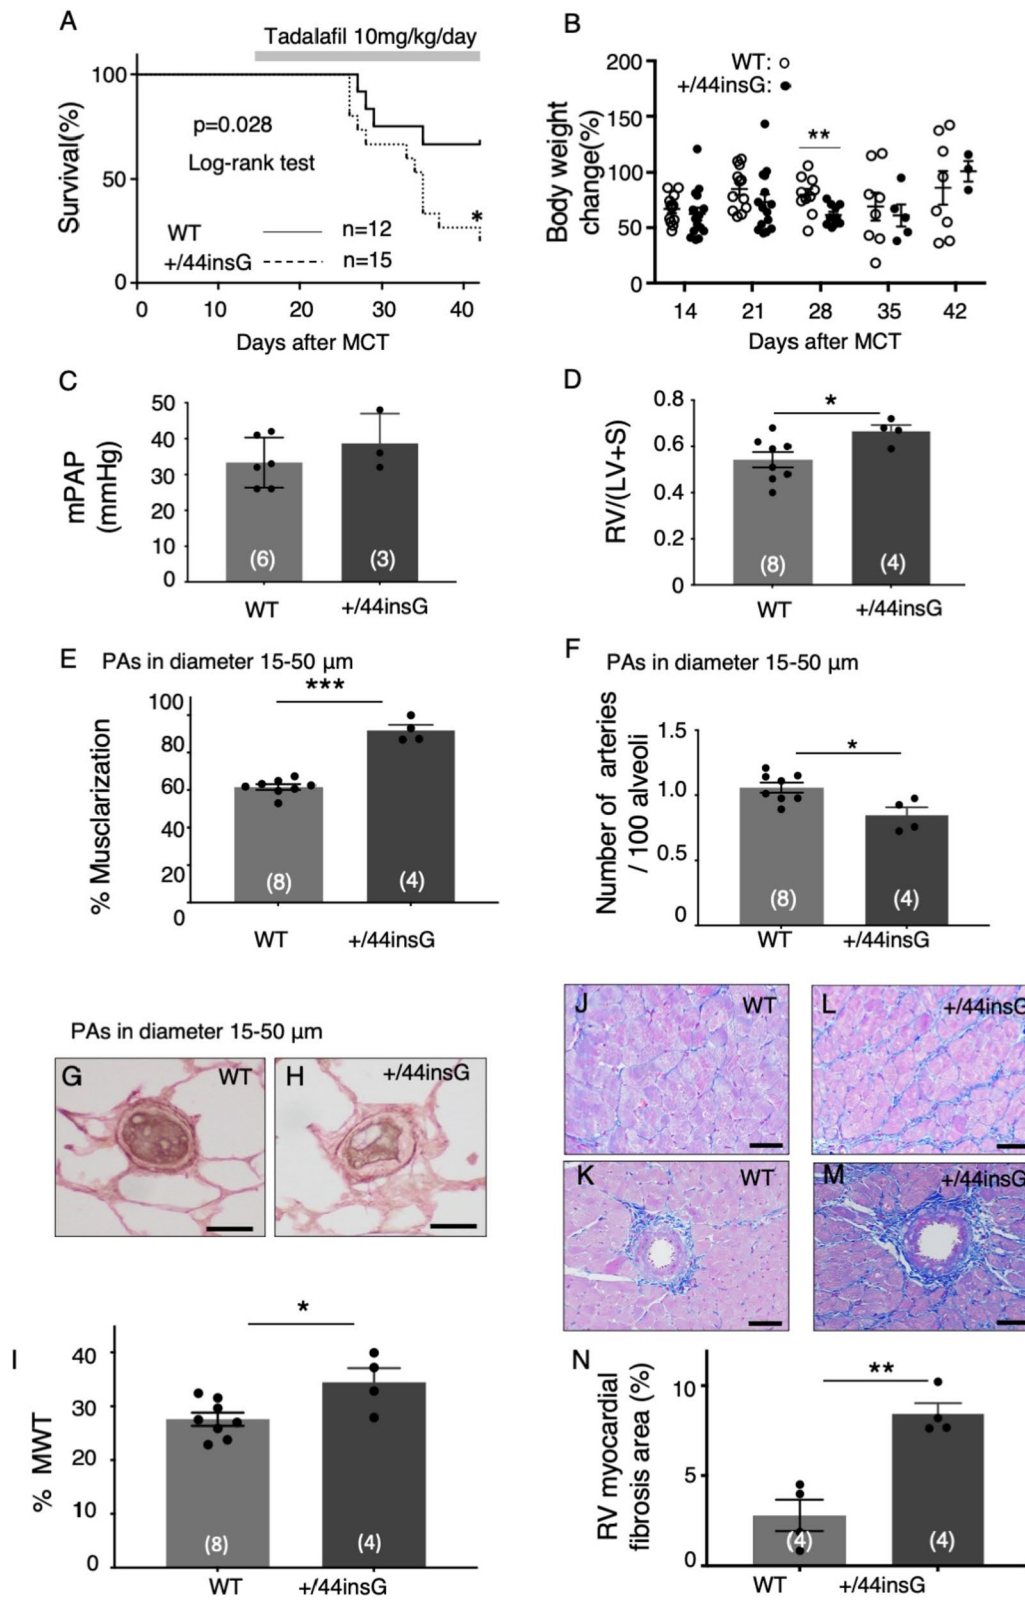 A
Tadalafil 10mg/kg/day
Survival(%)
100
50
0
p=0.028
Log-rank test
WT
n=12
+/44insG
n=15
*
0 10 20 30 40
Days after MCT
B
WT:
+/44insG:
Body weight
change(%)
200
150
100
50
0
**
14 21 28 35 42
Days after MCT
C
mPAP
(mmHg)
50
40
30
20
10
0
(6) (3)
WT +/44insG
D
RV/(LV+S)
0.8
0.6
0.4
0.2
0
*
(8) (4)
WT +/44insG
E PAs in diameter 15-50 μm
% Musclarization
100
80
60
40
20
0
***
(8) (4)
WT +/44insG
F PAs in diameter 15-50 μm
Number of arteries
/ 100 alveoli
1.5
1.0
0.5
0
*
(8) (4)
WT +/44insG
PAs in diameter 15-50 μm
G WT
H +/44insG
J WT
L +/44insG
K WT
M +/44insG
I
% MWT
40
30
20
10
0
*
(8) (4)
WT +/44insG
N
RV myocardial
fibrosis area (%)
10
5
0
**
(4) (4)
WT +/44insG